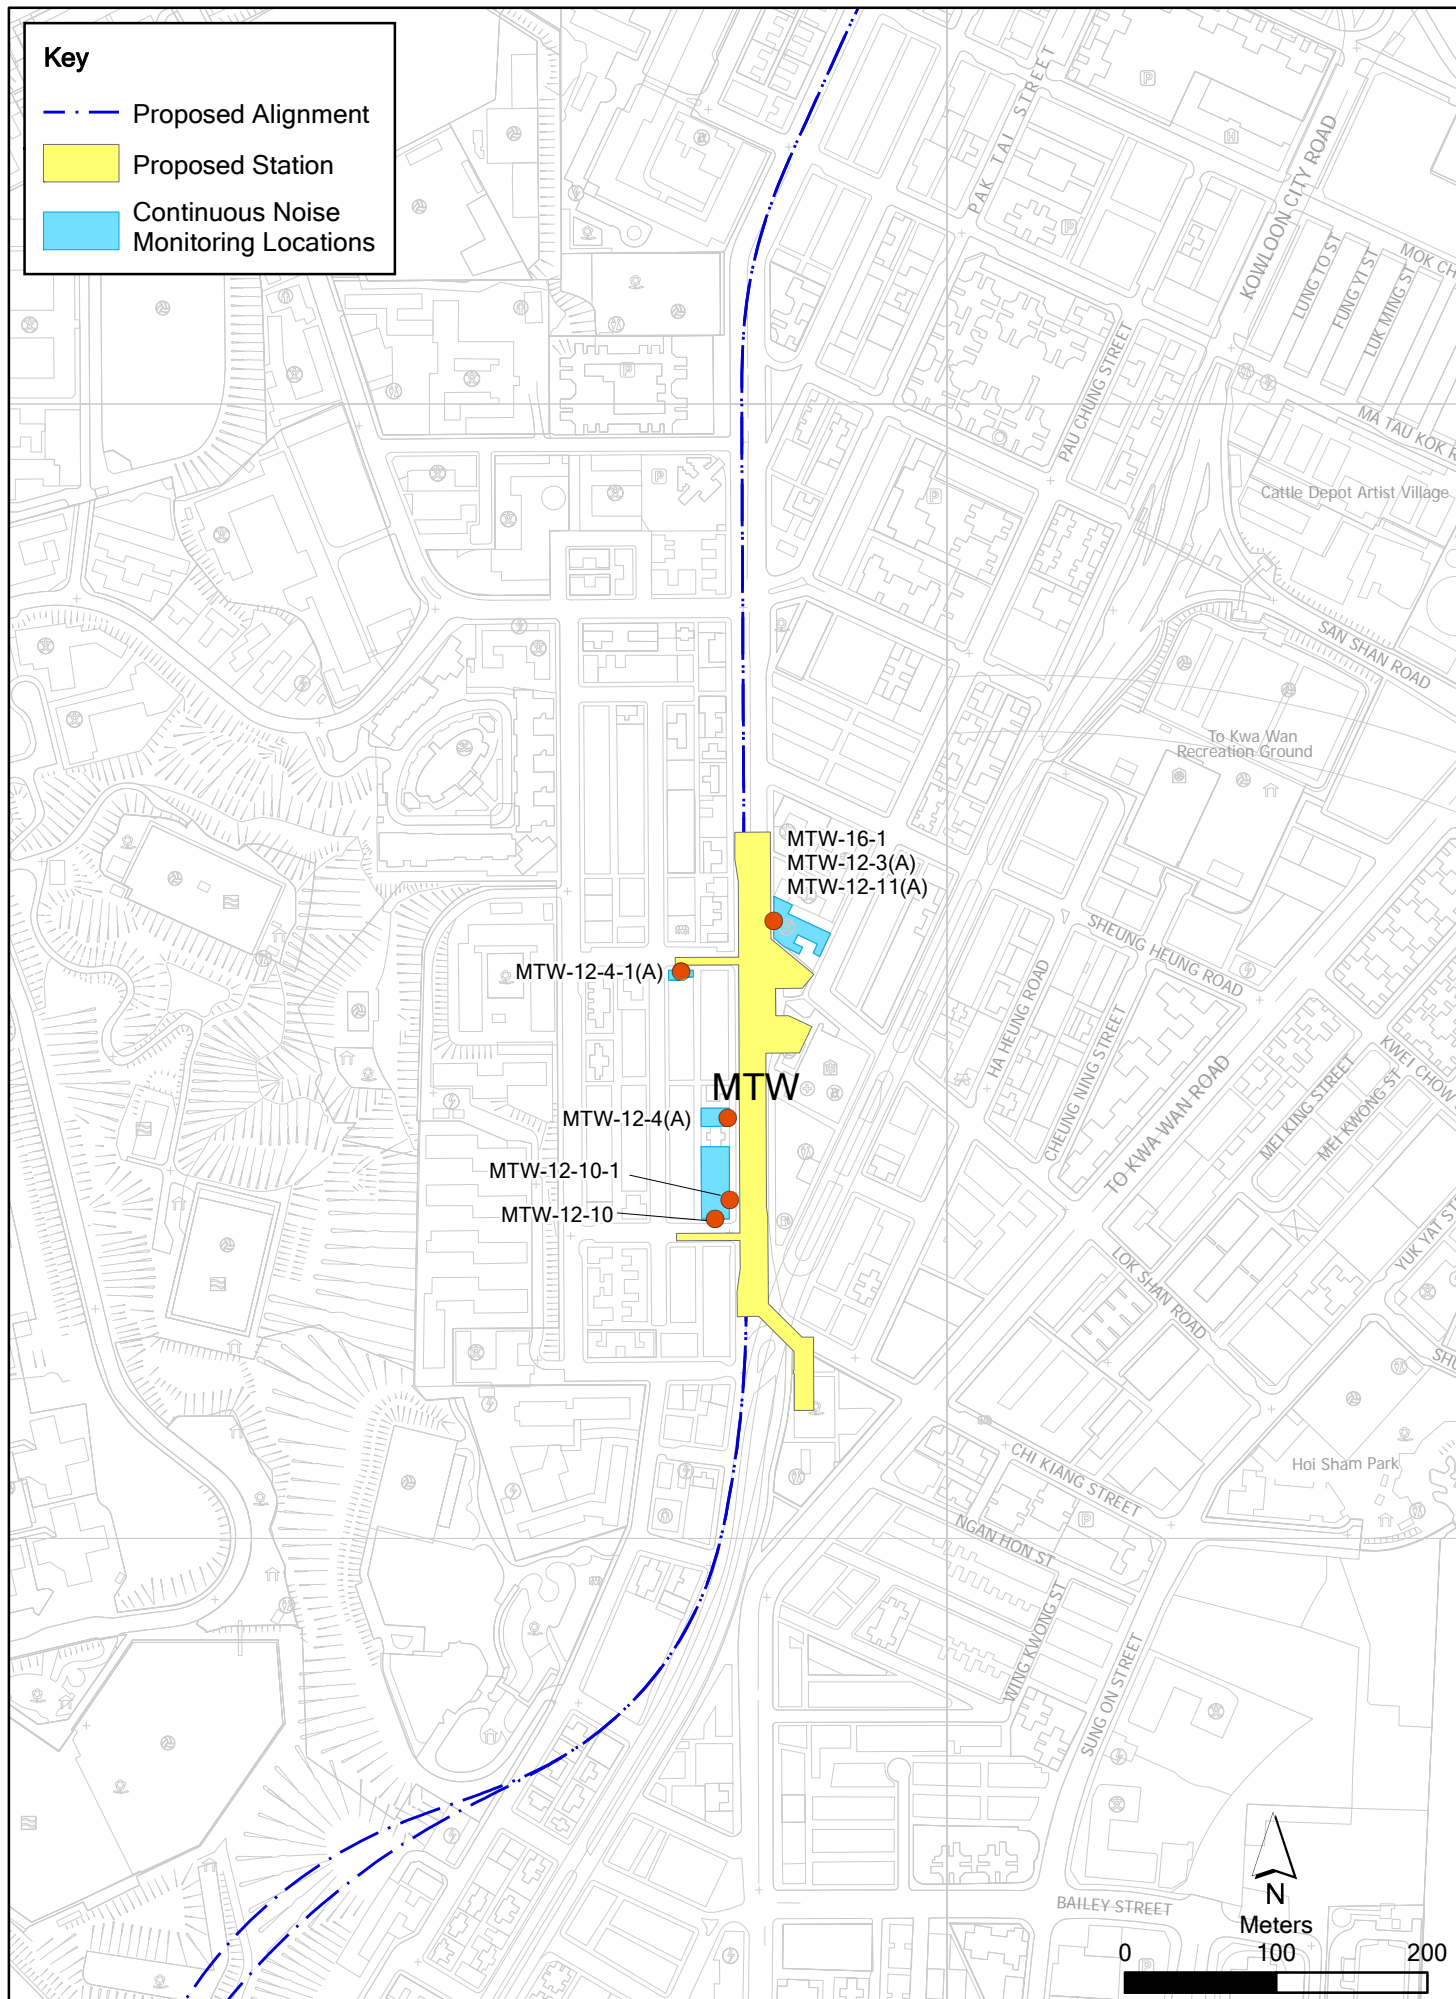 Key
Proposed Alignment
Proposed Station
Continuous Noise
Monitoring Locations
PAK TAI STREET
KOWLOON CITY ROAD
LUNG TO ST
FUNG YI ST
LUK MING ST
MOK CH
PAU CHUNG STREET
MA TAU KOK R
Cattle Depot Artist Village
SAN SHAN ROAD
To Kwa Wan
Recreation Ground
MTW-16-1
MTW-12-3(A)
MTW-12-11(A)
MTW-12-4-1(A)
SHEUNG HEUNG ROAD
HA HEUNG ROAD
CHEUNG NING STREET
TO KWA WAN ROAD
MEI KING STREET
MEI KWONG ST
KWEI CHOW
MTW
MTW-12-4(A)
MTW-12-10-1
MTW-12-10
LOK SHAN ROAD
YUK YAT ST
SHU
CHI KIANG STREET
Hoi Sham Park
NGAN HON ST
WING KWONG ST
SUNG ON STREET
BAILEY STREET
N
Meters
0 100 200